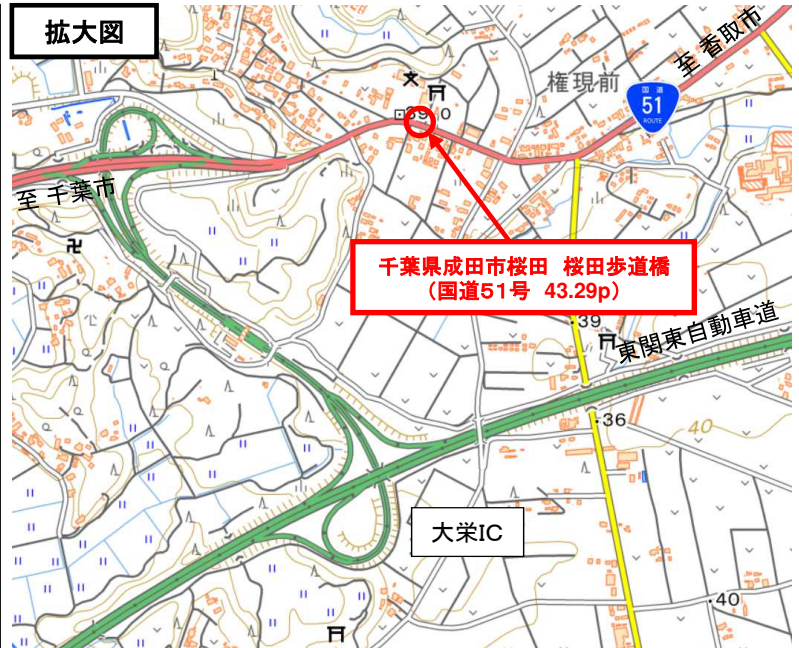 拡大図
至 香取市
権現前
国道
51
ROUTE
39.0
至 千葉市
千葉県成田市桜田 桜田歩道橋
（国道５１号 43.29p）
39
東関東自動車道
36
40
大栄IC
40